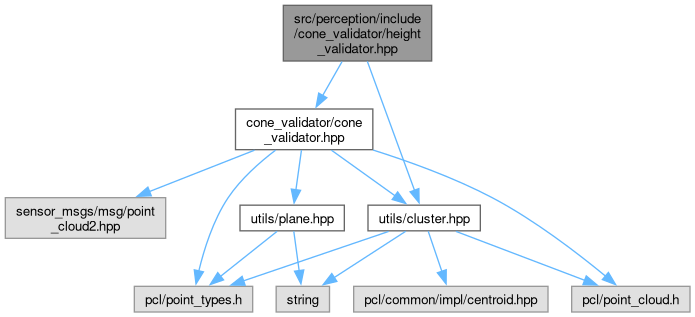 src/perception/include
/cone_validator/height
_validator.hpp
cone_validator/cone
_validator.hpp
sensor_msgs/msg/point
_cloud2.hpp
utils/plane.hpp
utils/cluster.hpp
pcl/point_types.h
string
pcl/common/impl/centroid.hpp
pcl/point_cloud.h